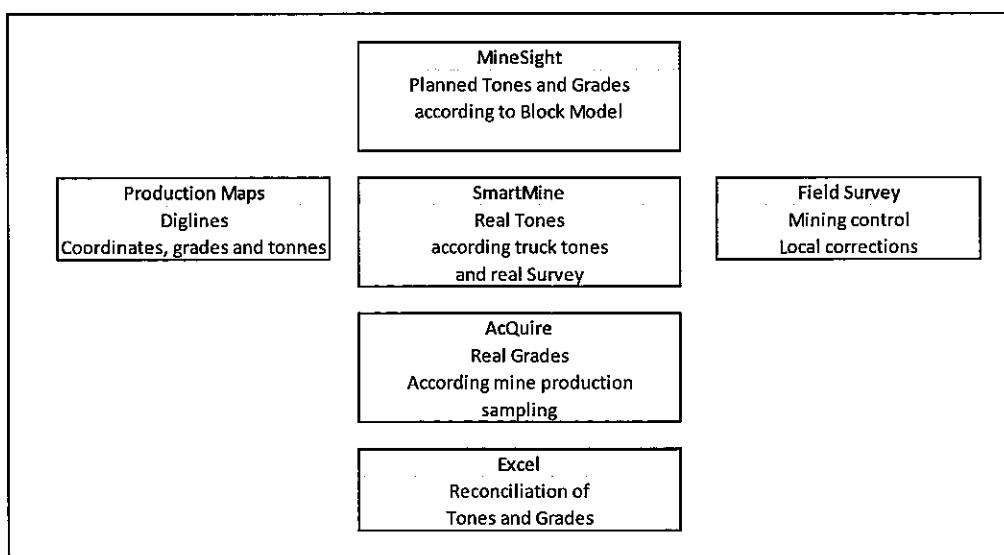 MineSight
Planned Tones and Grades
according to Block Model
Production Maps
Diglines
Coordinates, grades and tonnes
SmartMine
Real Tones
according truck tones
and real Survey
Field Survey
Mining control
Local corrections
AcQuire
Real Grades
According mine production
sampling
Excel
Reconciliation of
Tones and Grades